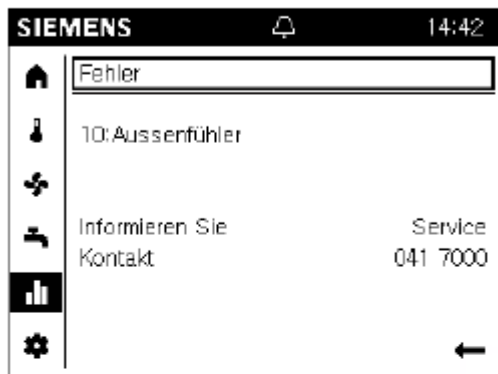 SIEMENS 14:42
Fehler
10:Aussenfühler
Informieren Sie Service
Kontakt 041 7000